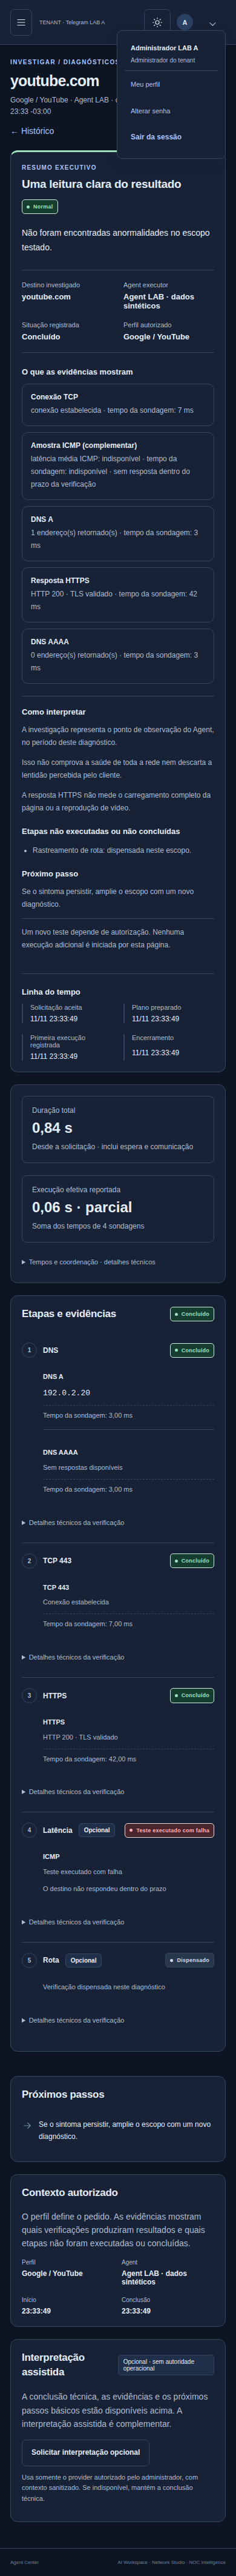 TENANT · Telegram LAB A
A
Administrador LAB A
Administrador do tenant
Meu perfil
Alterar senha
Sair da sessão
INVESTIGAR / DIAGNÓSTICOS
youtube.com
Google / YouTube · Agent LAB ·
23:33 -03:00
← Histórico
RESUMO EXECUTIVO
Uma leitura clara do resultado
Normal
Não foram encontradas anormalidades no escopo
testado.
Destino investigado
youtube.com
Agent executor
Agent LAB · dados
sintéticos
Situação registrada
Concluído
Perfil autorizado
Google / YouTube
O que as evidências mostram
Conexão TCP
conexão estabelecida · tempo da sondagem: 7 ms
Amostra ICMP (complementar)
latência média ICMP: indisponível · tempo da
sondagem: indisponível · sem resposta dentro do
prazo da verificação
DNS A
1 endereço(s) retornado(s) · tempo da sondagem: 3
ms
Resposta HTTPS
HTTP 200 · TLS validado · tempo da sondagem: 42
ms
DNS AAAA
0 endereço(s) retornado(s) · tempo da sondagem: 3
ms
Como interpretar
A investigação representa o ponto de observação do Agent,
no período deste diagnóstico.
Isso não comprova a saúde de toda a rede nem descarta a
lentidão percebida pelo cliente.
A resposta HTTPS não mede o carregamento completo da
página ou a reprodução de vídeo.
Etapas não executadas ou não concluídas
• Rastreamento de rota: dispensada neste escopo.
Próximo passo
Se o sintoma persistir, amplie o escopo com um novo
diagnóstico.
Um novo teste depende de autorização. Nenhuma
execução adicional é iniciada por esta página.
Linha do tempo
Solicitação aceita
11/11 23:33:49
Plano preparado
11/11 23:33:49
Primeira execução
registrada
11/11 23:33:49
Encerramento
11/11 23:33:49
Duração total
0,84 s
Desde a solicitação · inclui espera e comunicação
Execução efetiva reportada
0,06 s · parcial
Soma dos tempos de 4 sondagens
▶ Tempos e coordenação · detalhes técnicos
Etapas e evidências
Concluído
1 DNS
Concluído
DNS A
192.0.2.20
Tempo da sondagem: 3,00 ms
DNS AAAA
Sem respostas disponíveis
Tempo da sondagem: 3,00 ms
▶ Detalhes técnicos da verificação
2 TCP 443
Concluído
TCP 443
Conexão estabelecida
Tempo da sondagem: 7,00 ms
▶ Detalhes técnicos da verificação
3 HTTPS
Concluído
HTTPS
HTTP 200 · TLS validado
Tempo da sondagem: 42,00 ms
▶ Detalhes técnicos da verificação
4 Latência Opcional
Teste executado com falha
ICMP
Teste executado com falha
O destino não respondeu dentro do prazo
▶ Detalhes técnicos da verificação
5 Rota Opcional
Dispensado
Verificação dispensada neste diagnóstico
▶ Detalhes técnicos da verificação
Próximos passos
→ Se o sintoma persistir, amplie o escopo com um novo
diagnóstico.
Contexto autorizado
O perfil define o pedido. As evidências mostram
quais verificações produziram resultados e quais
etapas não foram executadas ou concluídas.
Perfil
Google / YouTube
Agent
Agent LAB · dados
sintéticos
Início
23:33:49
Conclusão
23:33:49
Interpretação
assistida
Opcional · sem autoridade
operacional
A conclusão técnica, as evidências e os próximos
passos básicos estão disponíveis acima. A
interpretação assistida é complementar.
Solicitar interpretação opcional
Usa somente o provider autorizado pelo administrador, com
contexto sanitizado. Se indisponível, mantém a conclusão
técnica.
Agent Center
AI Workspace · Network Studio · NOC Intelligence